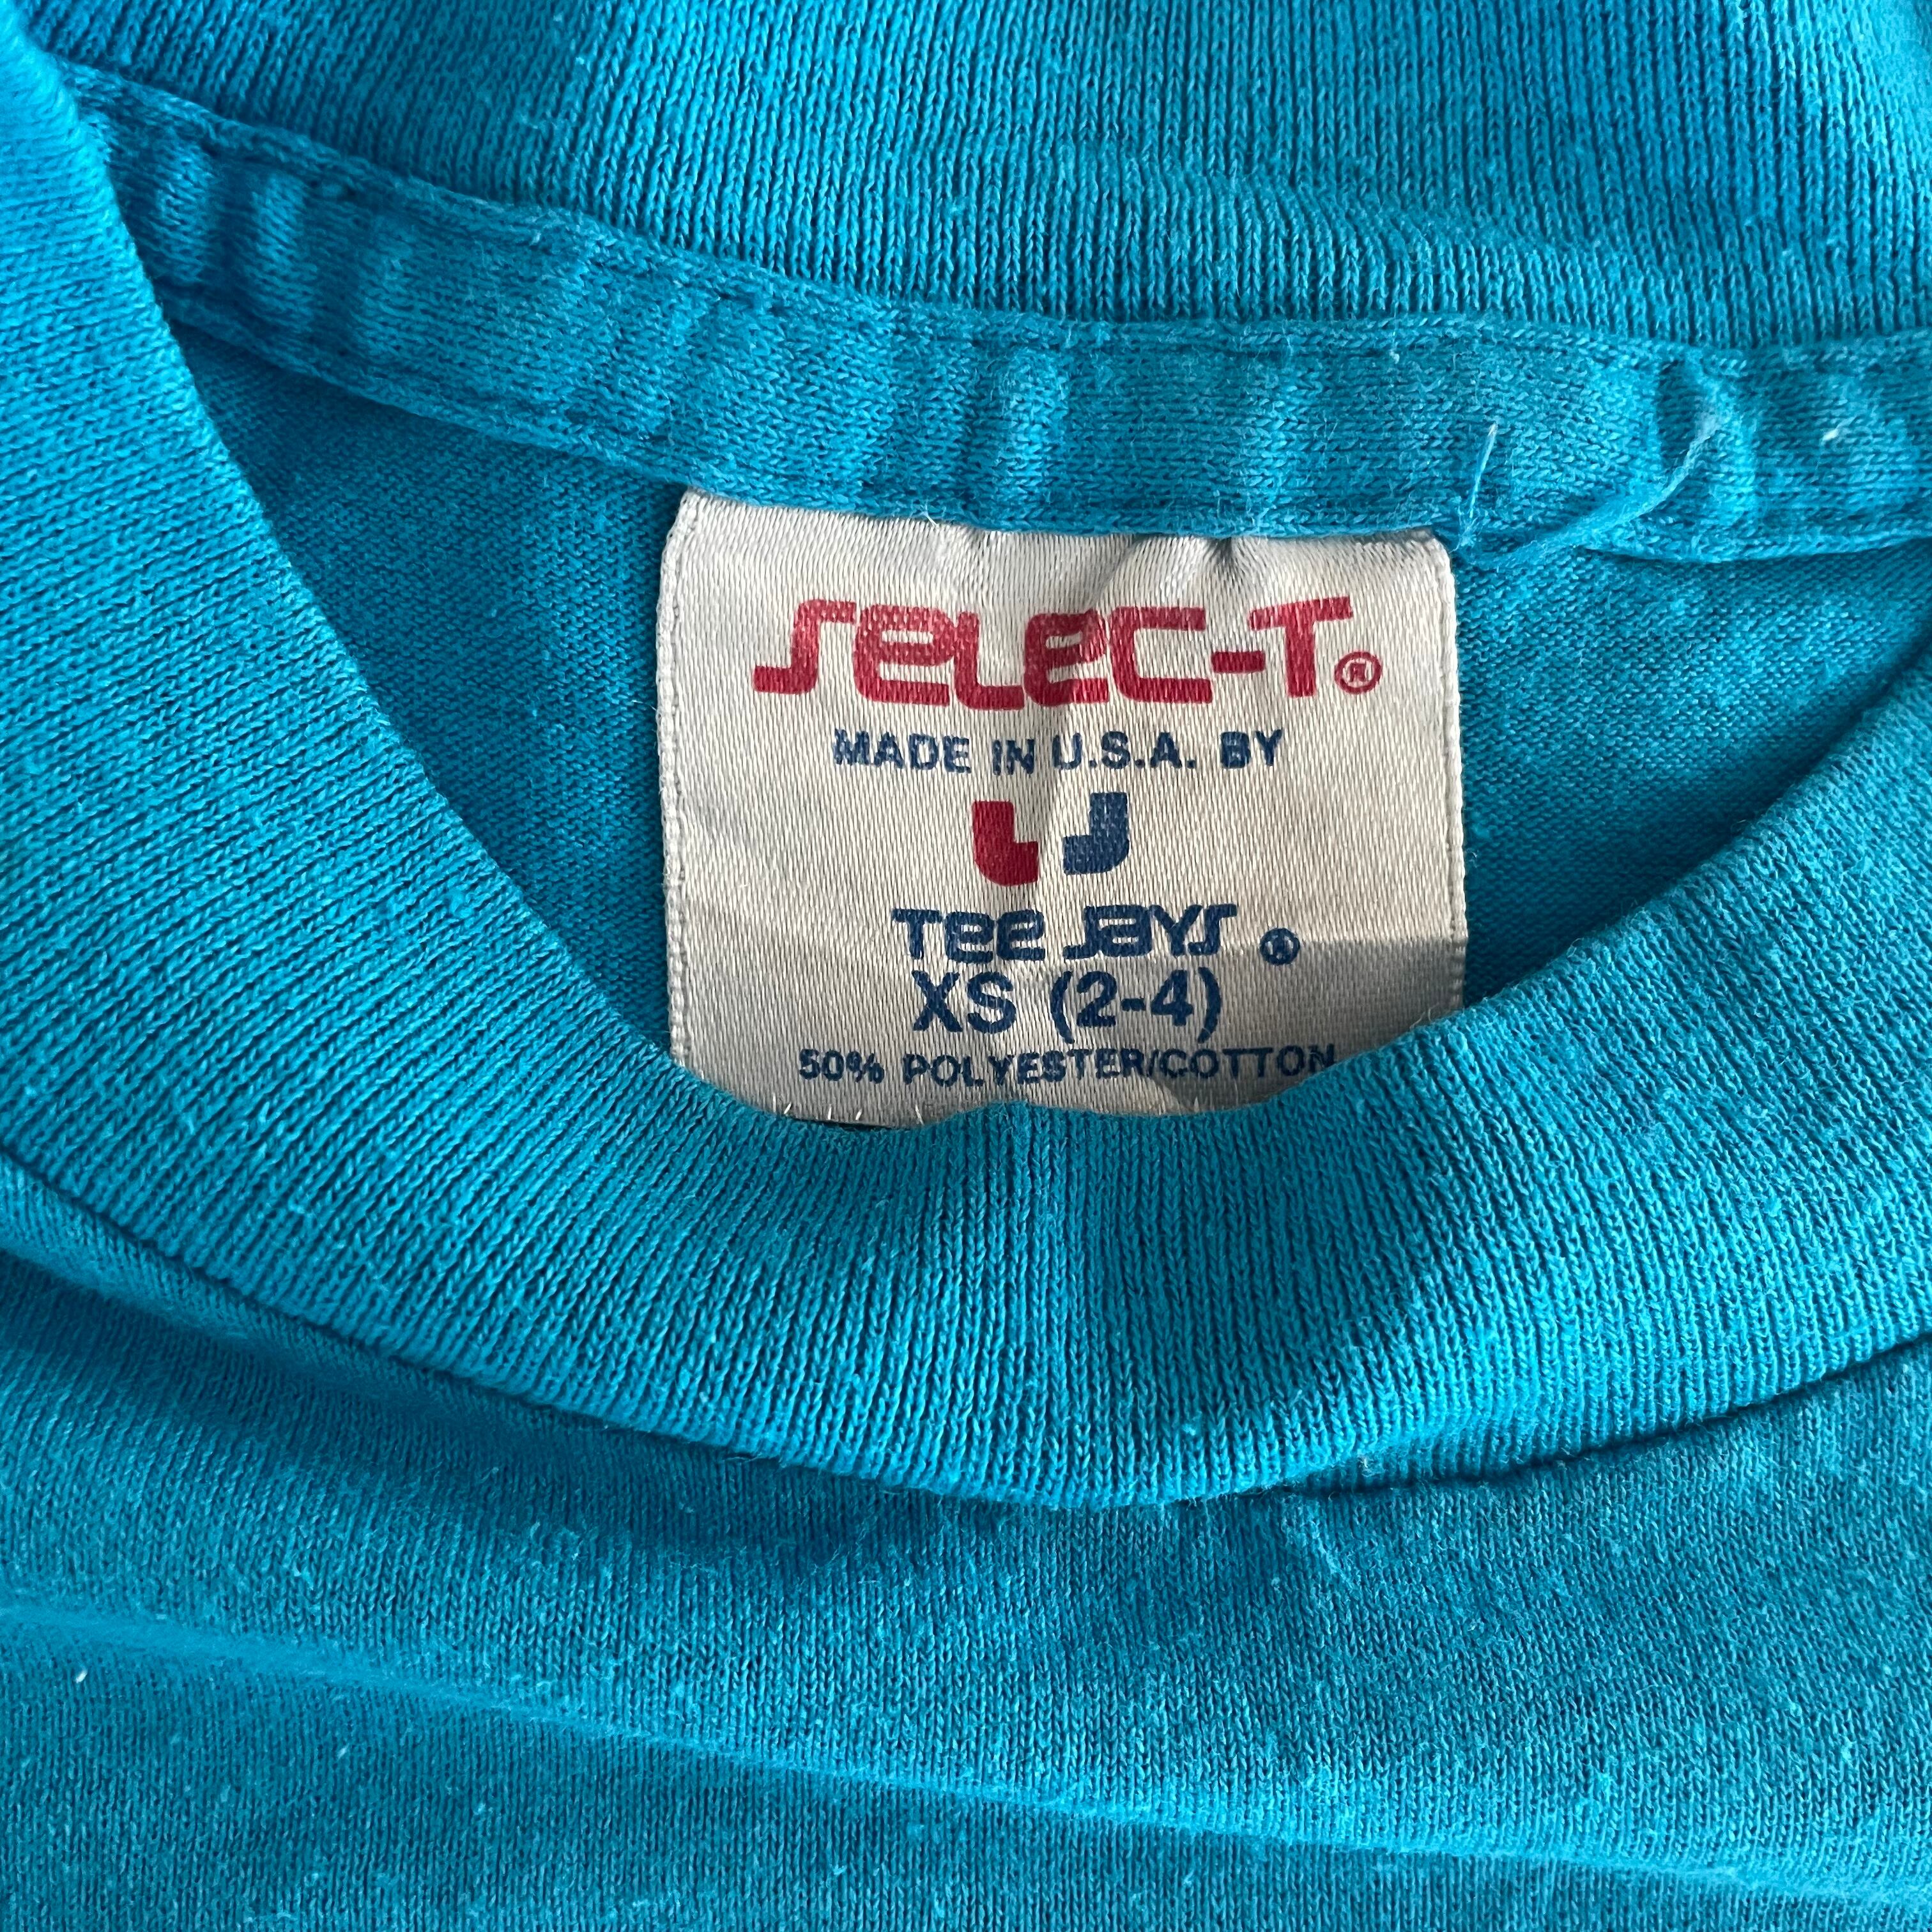 SELEC-T®
MADE IN U.S.A. BY
TEE JAYS ®
XS (2-4)
50% POLYESTER/COTTON